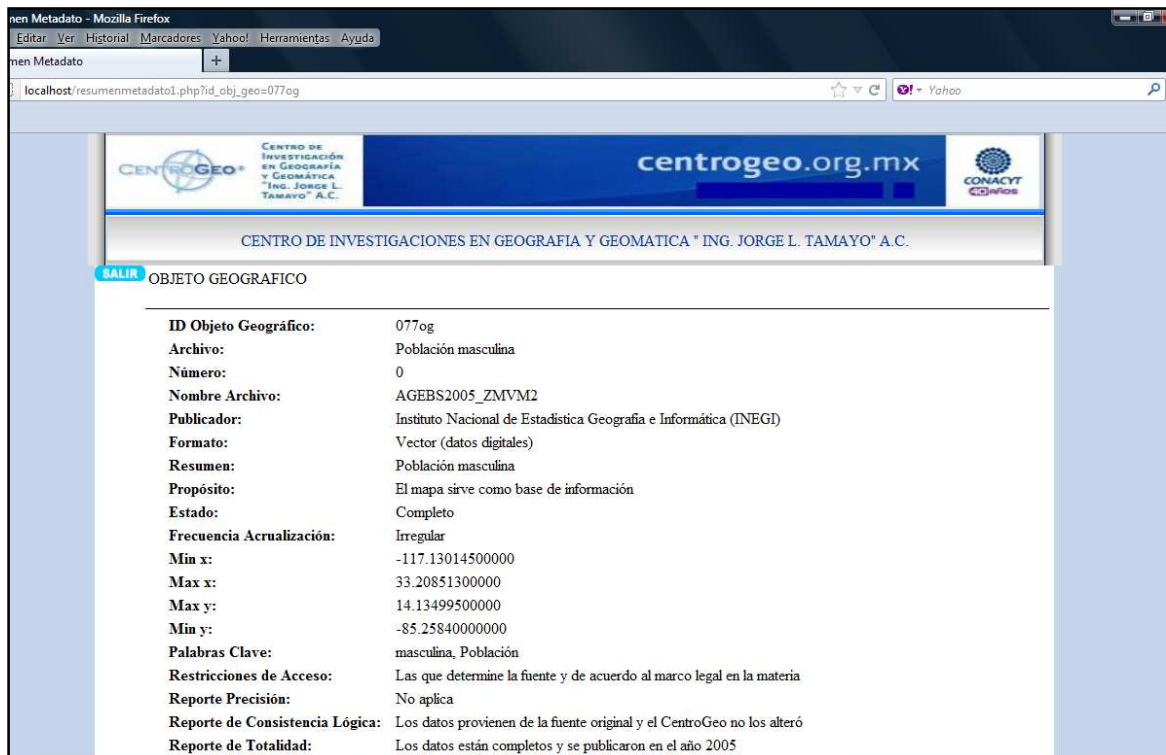 nen Metadato - Mozilla Firefox
Editar Ver Historial Marcadores Yahoo! Herramientas Ayuda
men Metadato +
localhost/resumenmetadato1.php?id_obj_geo=077og
Yahoo
CENTROGEO®
CENTRO DE
INVESTIGACIÓN
EN GEOGRAFÍA
Y GEOMÁTICA
"ING. JORGE L.
TAMAYO" A.C.
centrogeo.org.mx
CONACYT
40años
CENTRO DE INVESTIGACIONES EN GEOGRAFIA Y GEOMATICA " ING. JORGE L. TAMAYO" A.C.
SALIR OBJETO GEOGRAFICO
ID Objeto Geográfico: 077og
Archivo: Población masculina
Número: 0
Nombre Archivo: AGEBS2005_ZMVM2
Publicador: Instituto Nacional de Estadistica Geografía e Informática (INEGI)
Formato: Vector (datos digitales)
Resumen: Población masculina
Propósito: El mapa sirve como base de información
Estado: Completo
Frecuencia Acrualización: Irregular
Min x: -117.13014500000
Max x: 33.20851300000
Max y: 14.13499500000
Min y: -85.25840000000
Palabras Clave: masculina, Población
Restricciones de Acceso: Las que determine la fuente y de acuerdo al marco legal en la materia
Reporte Precisión: No aplica
Reporte de Consistencia Lógica: Los datos provienen de la fuente original y el CentroGeo no los alteró
Reporte de Totalidad: Los datos están completos y se publicaron en el año 2005